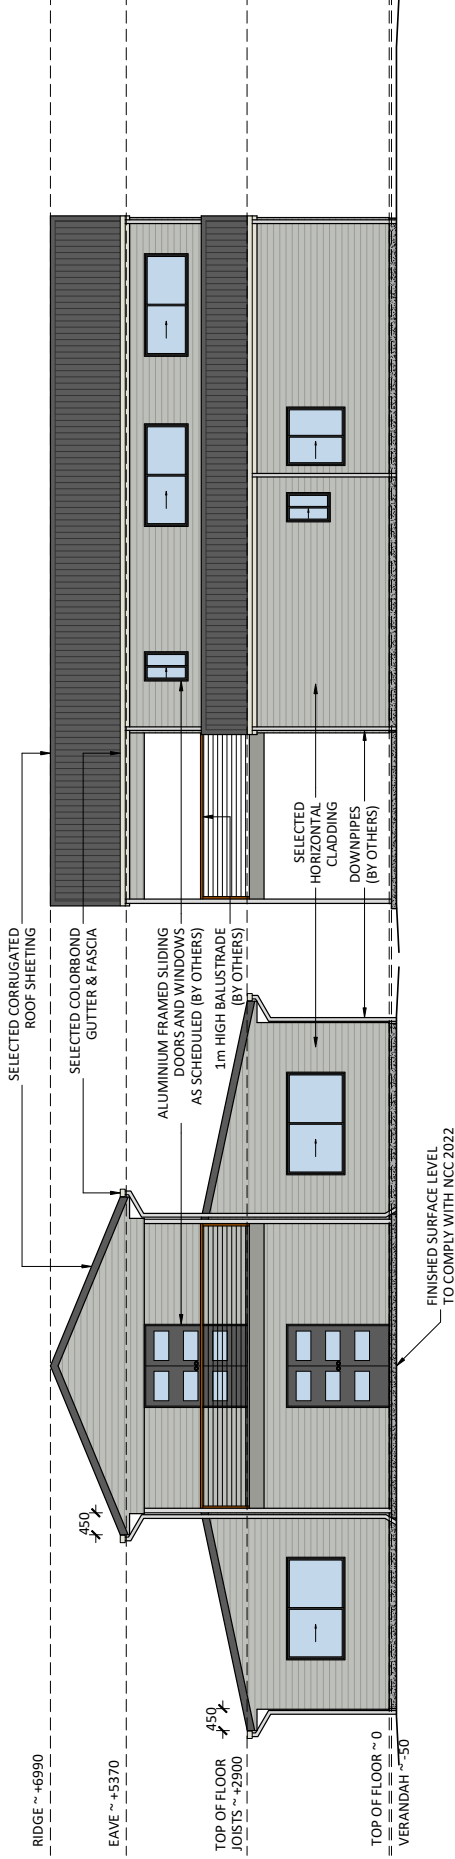 RIDGE ~ +6990
EAVE ~ +5370
TOP OF FLOOR
JOISTS ~ +2900
TOP OF FLOOR ~ 0
VERANDAH ~ -50
450
450
SELECTED CORRUGATED
ROOF SHEETING
SELECTED COLORBOND
GUTTER & FASCIA
ALUMINIUM FRAMED SLIDING
DOORS AND WINDOWS
AS SCHEDULED (BY OTHERS)
1m HIGH BALUSTRADE
(BY OTHERS)
SELECTED
HORIZONTAL
CLADDING
DOWNPIPES
(BY OTHERS)
FINISHED SURFACE LEVEL
TO COMPLY WITH NCC 2022